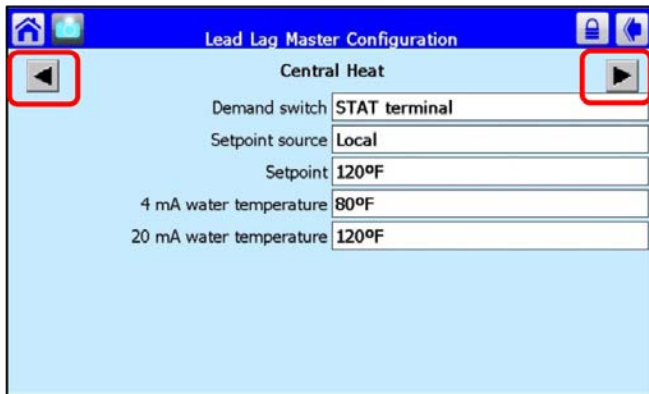 Lead Lag Master Configuration
Central Heat
Demand switch STAT terminal
Setpoint source Local
Setpoint 120ºF
4 mA water temperature 80ºF
20 mA water temperature 120ºF